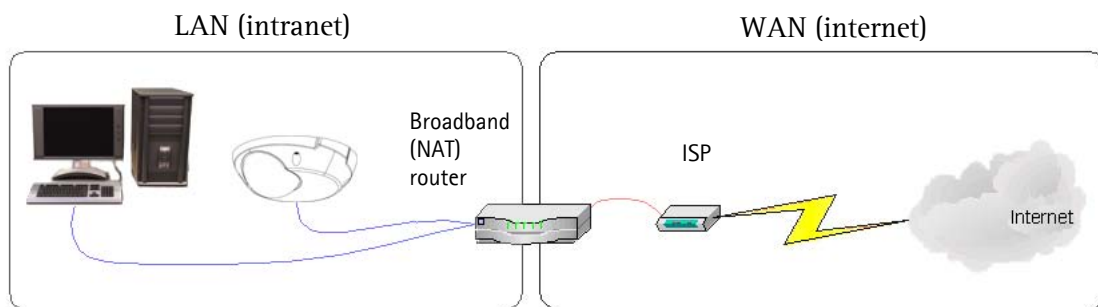 LAN (intranet)
WAN (internet)
Broadband
(NAT)
router
ISP
Internet